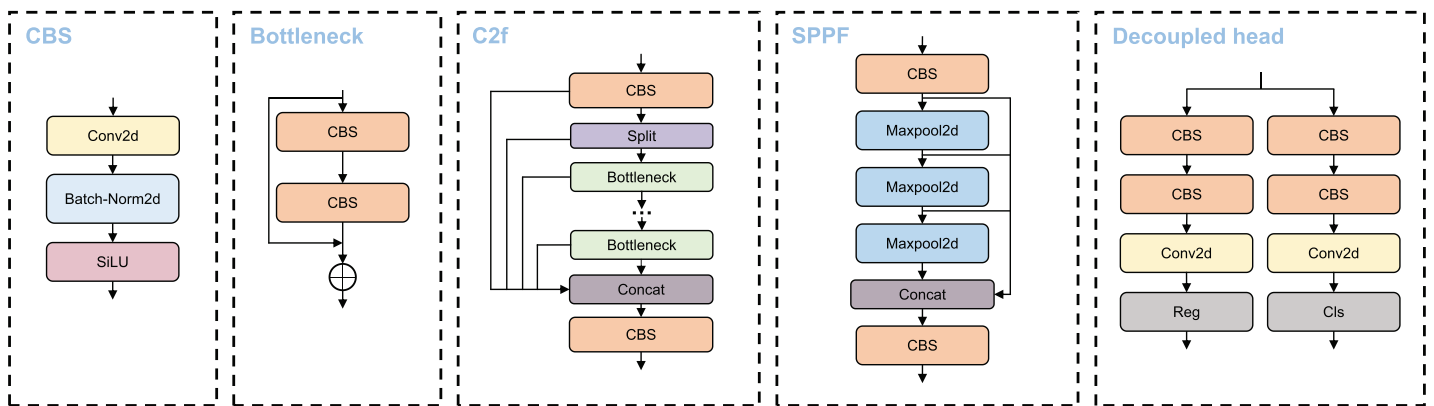 CBS
Conv2d
Batch-Norm2d
SiLU
Bottleneck
CBS
CBS
C2f
CBS
Split
Bottleneck
...
Bottleneck
Concat
CBS
SPPF
CBS
Maxpool2d
Maxpool2d
Maxpool2d
Concat
CBS
Decoupled head
CBS CBS
CBS CBS
Conv2d Conv2d
Reg Cls